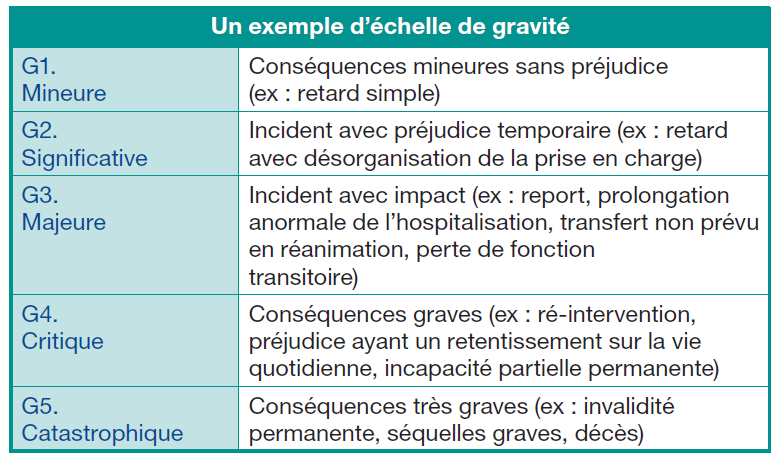 Un exemple d’échelle de gravité
G1.
Mineure
Conséquences mineures sans préjudice
(ex : retard simple)
G2.
Significative
Incident avec préjudice temporaire (ex : retard
avec désorganisation de la prise en charge)
G3.
Majeure
Incident avec impact (ex : report, prolongation
anormale de l’hospitalisation, transfert non prévu
en réanimation, perte de fonction
transitoire)
G4.
Critique
Conséquences graves (ex : ré-intervention,
préjudice ayant un retentissement sur la vie
quotidienne, incapacité partielle permanente)
G5.
Catastrophique
Conséquences très graves (ex : invalidité
permanente, séquelles graves, décès)